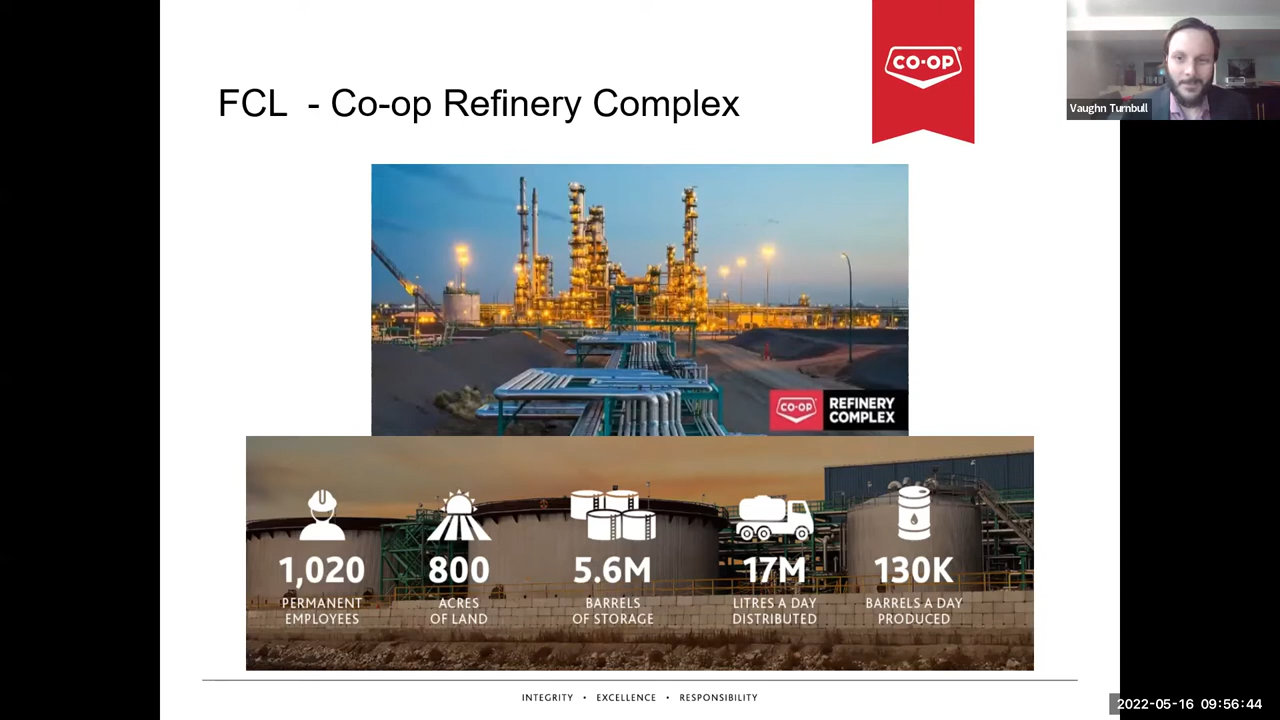 CO-OP®
Vaughn Turnbull
FCL - Co-op Refinery Complex
CO-OP
REFINERY
COMPLEX
1,020
PERMANENT
EMPLOYEES
800
ACRES
OF LAND
5.6M
BARRELS
OF STORAGE
17M
LITRES A DAY
DISTRIBUTED
130K
BARRELS A DAY
PRODUCED
INTEGRITY • EXCELLENCE • RESPONSIBILITY
2022-05-16 09:56:44